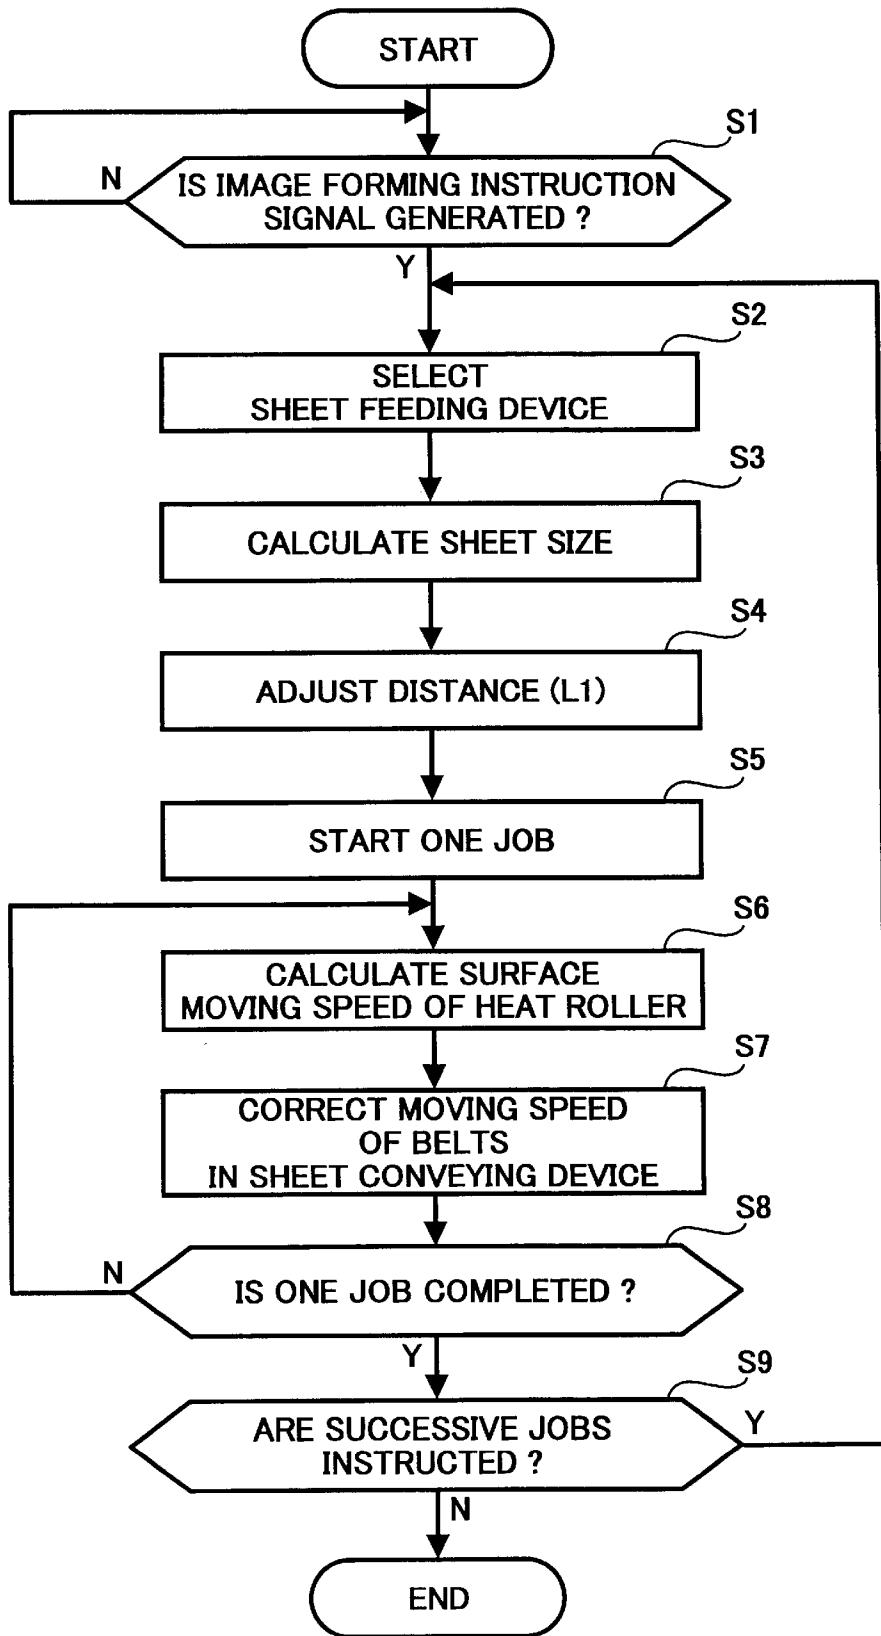 START
S1
N
IS IMAGE FORMING INSTRUCTION
SIGNAL GENERATED ?
Y
S2
SELECT
SHEET FEEDING DEVICE
S3
CALCULATE SHEET SIZE
S4
ADJUST DISTANCE (L1)
S5
START ONE JOB
S6
CALCULATE SURFACE
MOVING SPEED OF HEAT ROLLER
S7
CORRECT MOVING SPEED
OF BELTS
IN SHEET CONVEYING DEVICE
S8
N
IS ONE JOB COMPLETED ?
Y
S9
ARE SUCCESSIVE JOBS
INSTRUCTED ?
Y
N
END